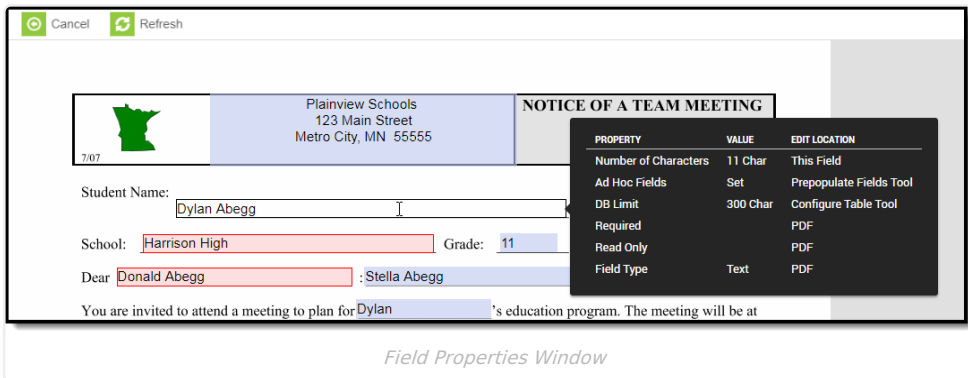 Cancel Refresh
Plainview Schools
123 Main Street
Metro City, MN 55555
NOTICE OF A TEAM MEETING
7/07
PROPERTY VALUE EDIT LOCATION
Number of Characters 11 Char This Field
Ad Hoc Fields Set Prepopulate Fields Tool
DB Limit 300 Char Configure Table Tool
Required PDF
Read Only PDF
Field Type Text PDF
Student Name:
Dylan Abegg
School: Harrison High Grade: 11
Dear Donald Abegg : Stella Abegg
You are invited to attend a meeting to plan for Dylan 's education program. The meeting will be at
Field Properties Window